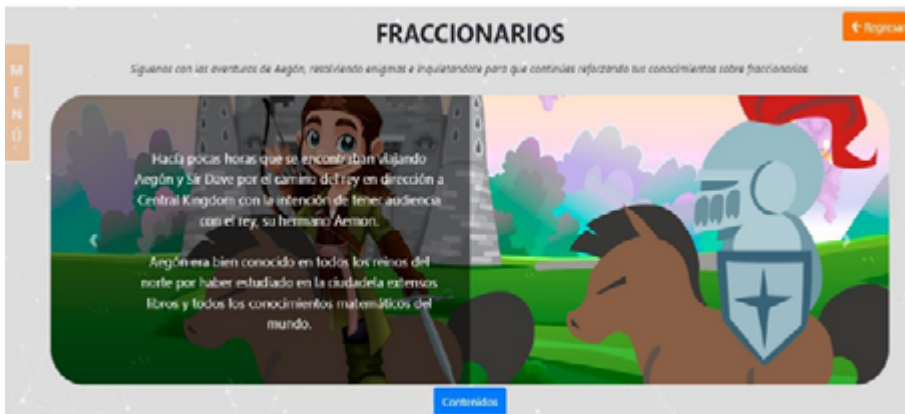 FRACCIONARIOS
Regresar
MENÚ
Síguenos con las aventuras de Aegón, resolviendo enigmas e inquietandote para que continúes reforzando tus conocimientos sobre fraccionarios.
Hacía pocas horas que se encontraban viajando
Aegón y Sir Dave por el camino del rey en dirección a
Central Kingdom con la intención de tener audiencia
con el rey, su hermano Aemon.
Aegón era bien conocido en todos los reinos del
norte por haber estudiado en la ciudadela extensos
libros y todos los conocimientos matemáticos del
mundo.
Contenidos